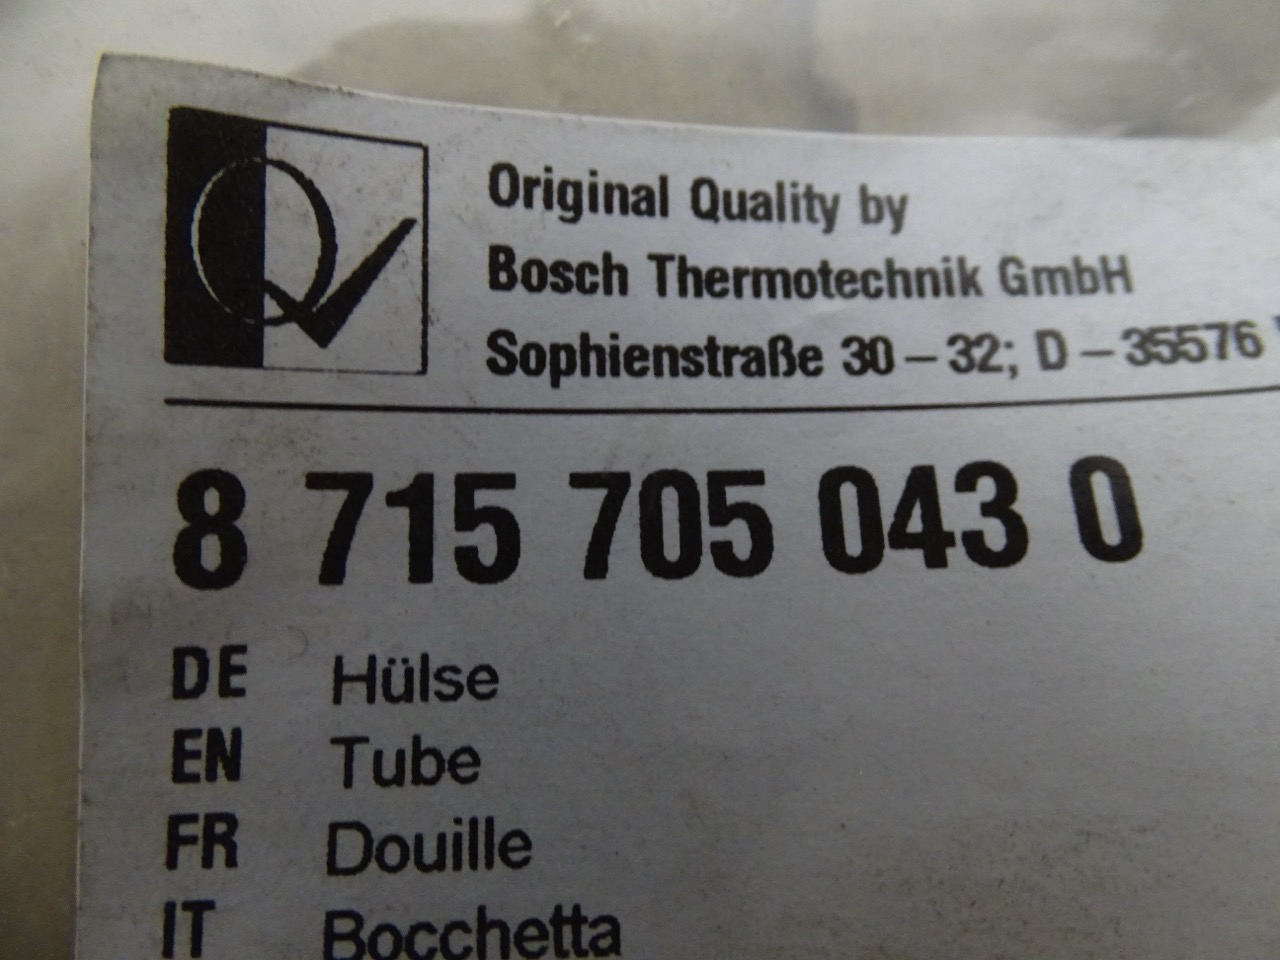 Original Quality by
Bosch Thermotechnik GmbH
Sophienstraße 30 – 32; D – 35576
8 715 705 043 0
DE Hülse
EN Tube
FR Douille
IT Bocchetta